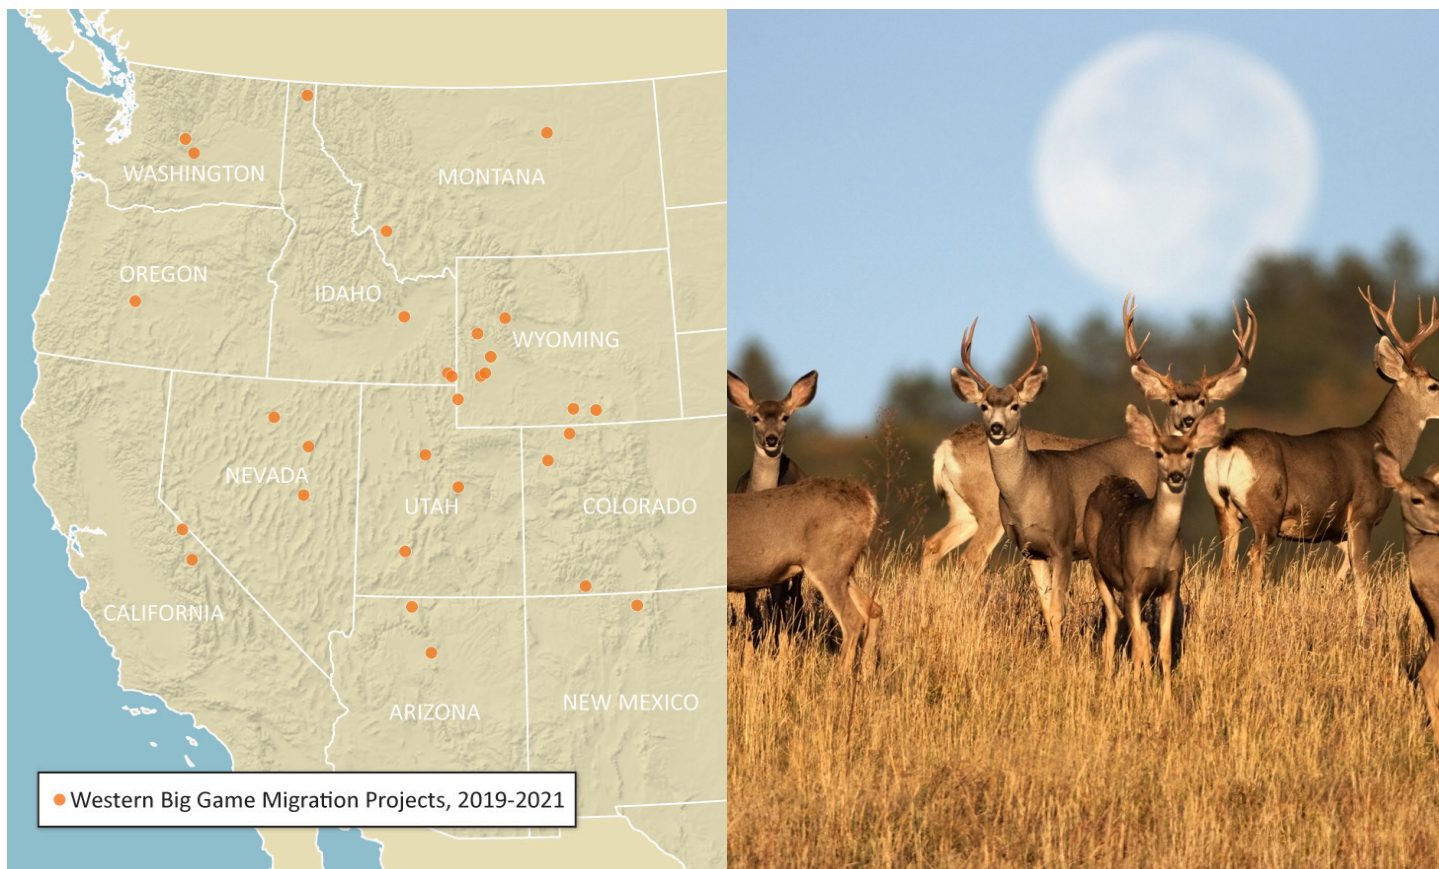 WASHINGTON
MONTANA
OREGON
IDAHO
WYOMING
NEVADA
UTAH
COLORADO
CALIFORNIA
ARIZONA
NEW MEXICO
Western Big Game Migration Projects, 2019-2021